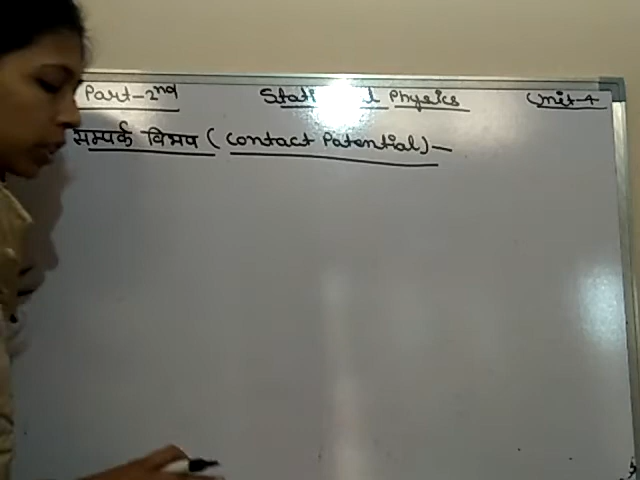 Part-2nd Physics Unit-4
सम्पर्क विभव (Contact Potential)-